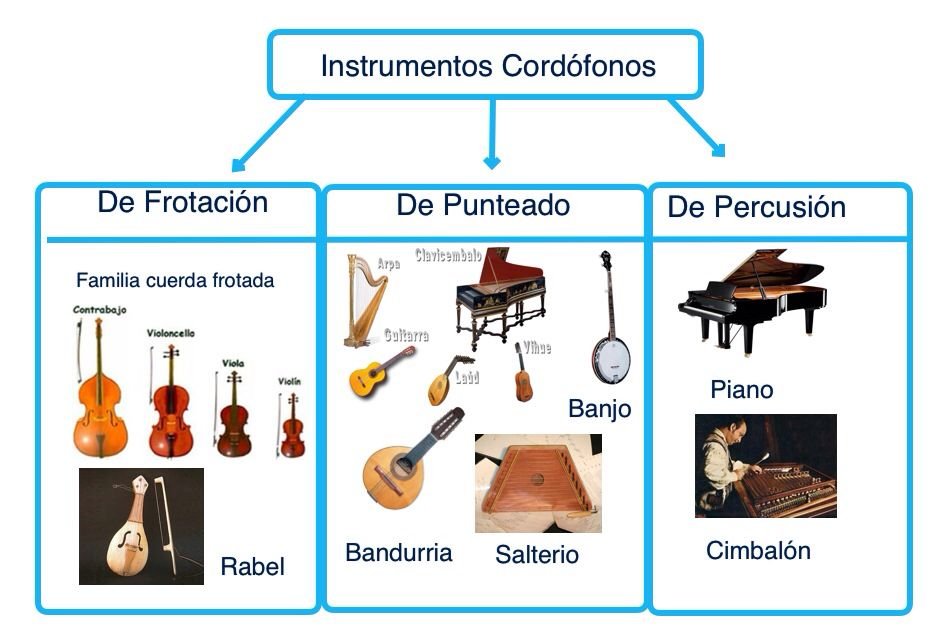 Instrumentos Cordófonos
De Frotación
Familia cuerda frotada
Contrabajo
Violoncello
Viola
Violín
Rabel
De Punteado
Arpa
Clavicembalo
Guitarra
Laúd
Vihue
Banjo
Bandurria
Salterio
De Percusión
Piano
Cimbalón